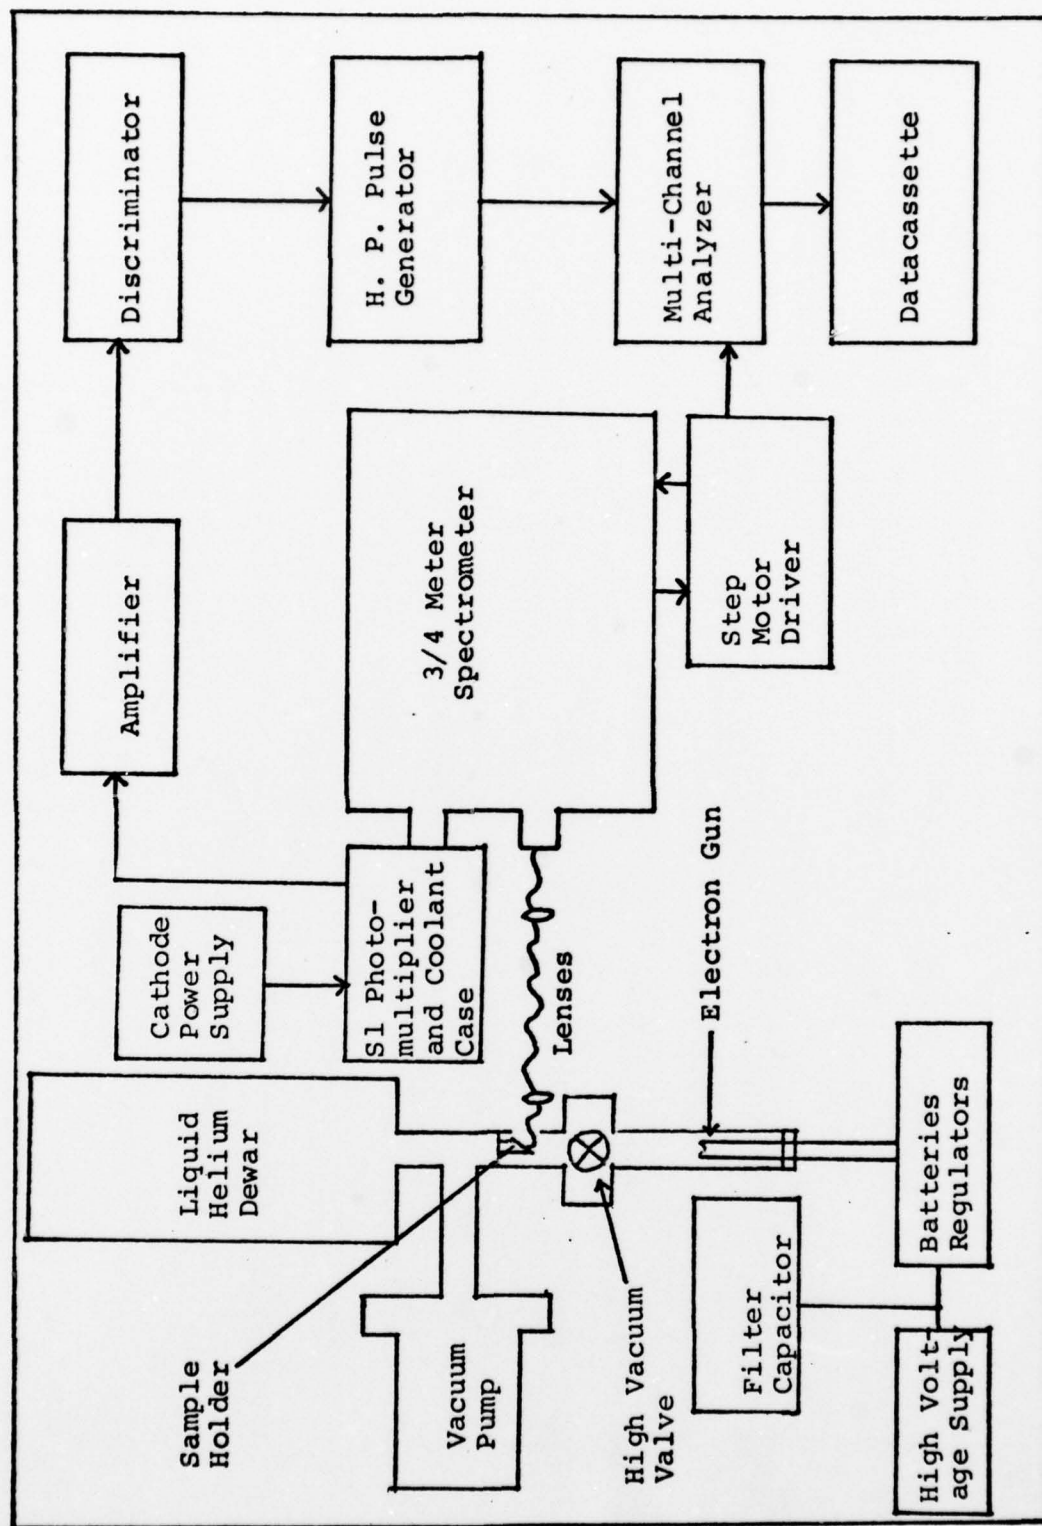 Liquid
Helium
Dewar
Cathode
Power
Supply
Amplifier
Discriminator
Sample
Holder
Vacuum
Pump
S1 Photo-
multiplier
and Coolant
Case
3/4 Meter
Spectrometer
H. P. Pulse
Generator
Lenses
High Vacuum
Valve
Electron Gun
Step
Motor
Driver
Multi-Channel
Analyzer
Filter
Capacitor
Batteries
Regulators
High Volt-
age Supply
Datacassette